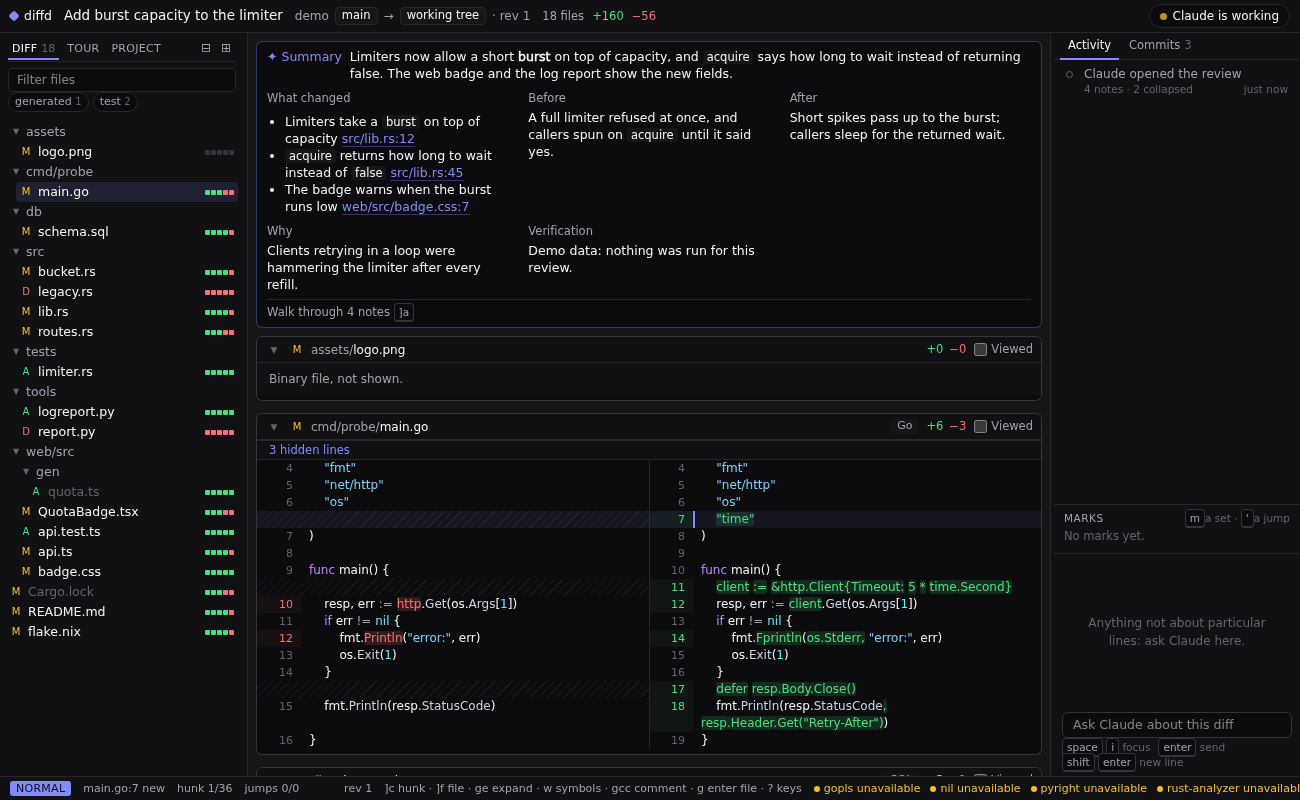 diffd Add burst capacity to the limiter demo main → working tree · rev 1 18 files +160 −56 Claude is working
DIFF 18 TOUR PROJECT
Filter files
generated 1 test 2
assets
M logo.png
cmd/probe
M main.go
db
M schema.sql
src
M bucket.rs
D legacy.rs
M lib.rs
M routes.rs
tests
A limiter.rs
tools
A logreport.py
D report.py
web/src
gen
A quota.ts
M QuotaBadge.tsx
A api.test.ts
M api.ts
M badge.css
M Cargo.lock
M README.md
M flake.nix
✦ Summary Limiters now allow a short burst on top of capacity, and acquire says how long to wait instead of returning
false. The web badge and the log report show the new fields.
What changed
• Limiters take a burst on top of
capacity src/lib.rs:12
• acquire returns how long to wait
instead of false src/lib.rs:45
• The badge warns when the burst
runs low web/src/badge.css:7
Before
A full limiter refused at once, and
callers spun on acquire until it said
yes.
After
Short spikes pass up to the burst;
callers sleep for the returned wait.
Why
Clients retrying in a loop were
hammering the limiter after every
refill.
Verification
Demo data: nothing was run for this
review.
Walk through 4 notes ]a
M assets/logo.png +0 −0 Viewed
Binary file, not shown.
M cmd/probe/main.go Go +6 −3 Viewed
3 hidden lines
4 "fmt" 4 "fmt"
5 "net/http" 5 "net/http"
6 "os" 6 "os"
7 "time"
7 ) 8 )
8 9
9 func main() { 10 func main() {
11 client := &http.Client{Timeout: 5 * time.Second}
10 resp, err := http.Get(os.Args[1]) 12 resp, err := client.Get(os.Args[1])
11 if err != nil { 13 if err != nil {
12 fmt.Println("error:", err) 14 fmt.Fprintln(os.Stderr, "error:", err)
13 os.Exit(1) 15 os.Exit(1)
14 } 16 }
17 defer resp.Body.Close()
15 fmt.Println(resp.StatusCode) 18 fmt.Println(resp.StatusCode,
resp.Header.Get("Retry-After"))
16 } 19 }
Activity Commits 3
Claude opened the review
4 notes · 2 collapsed just now
MARKS m a set · ' a jump
No marks yet.
Anything not about particular
lines: ask Claude here.
Ask Claude about this diff
space i focus enter send
shift enter new line
NORMAL main.go:7 new hunk 1/36 jumps 0/0 rev 1 ]c hunk · ]f file · ge expand · w symbols · gcc comment · g enter file · ? keys gopls unavailable nil unavailable pyright unavailable rust-analyzer unavailabl